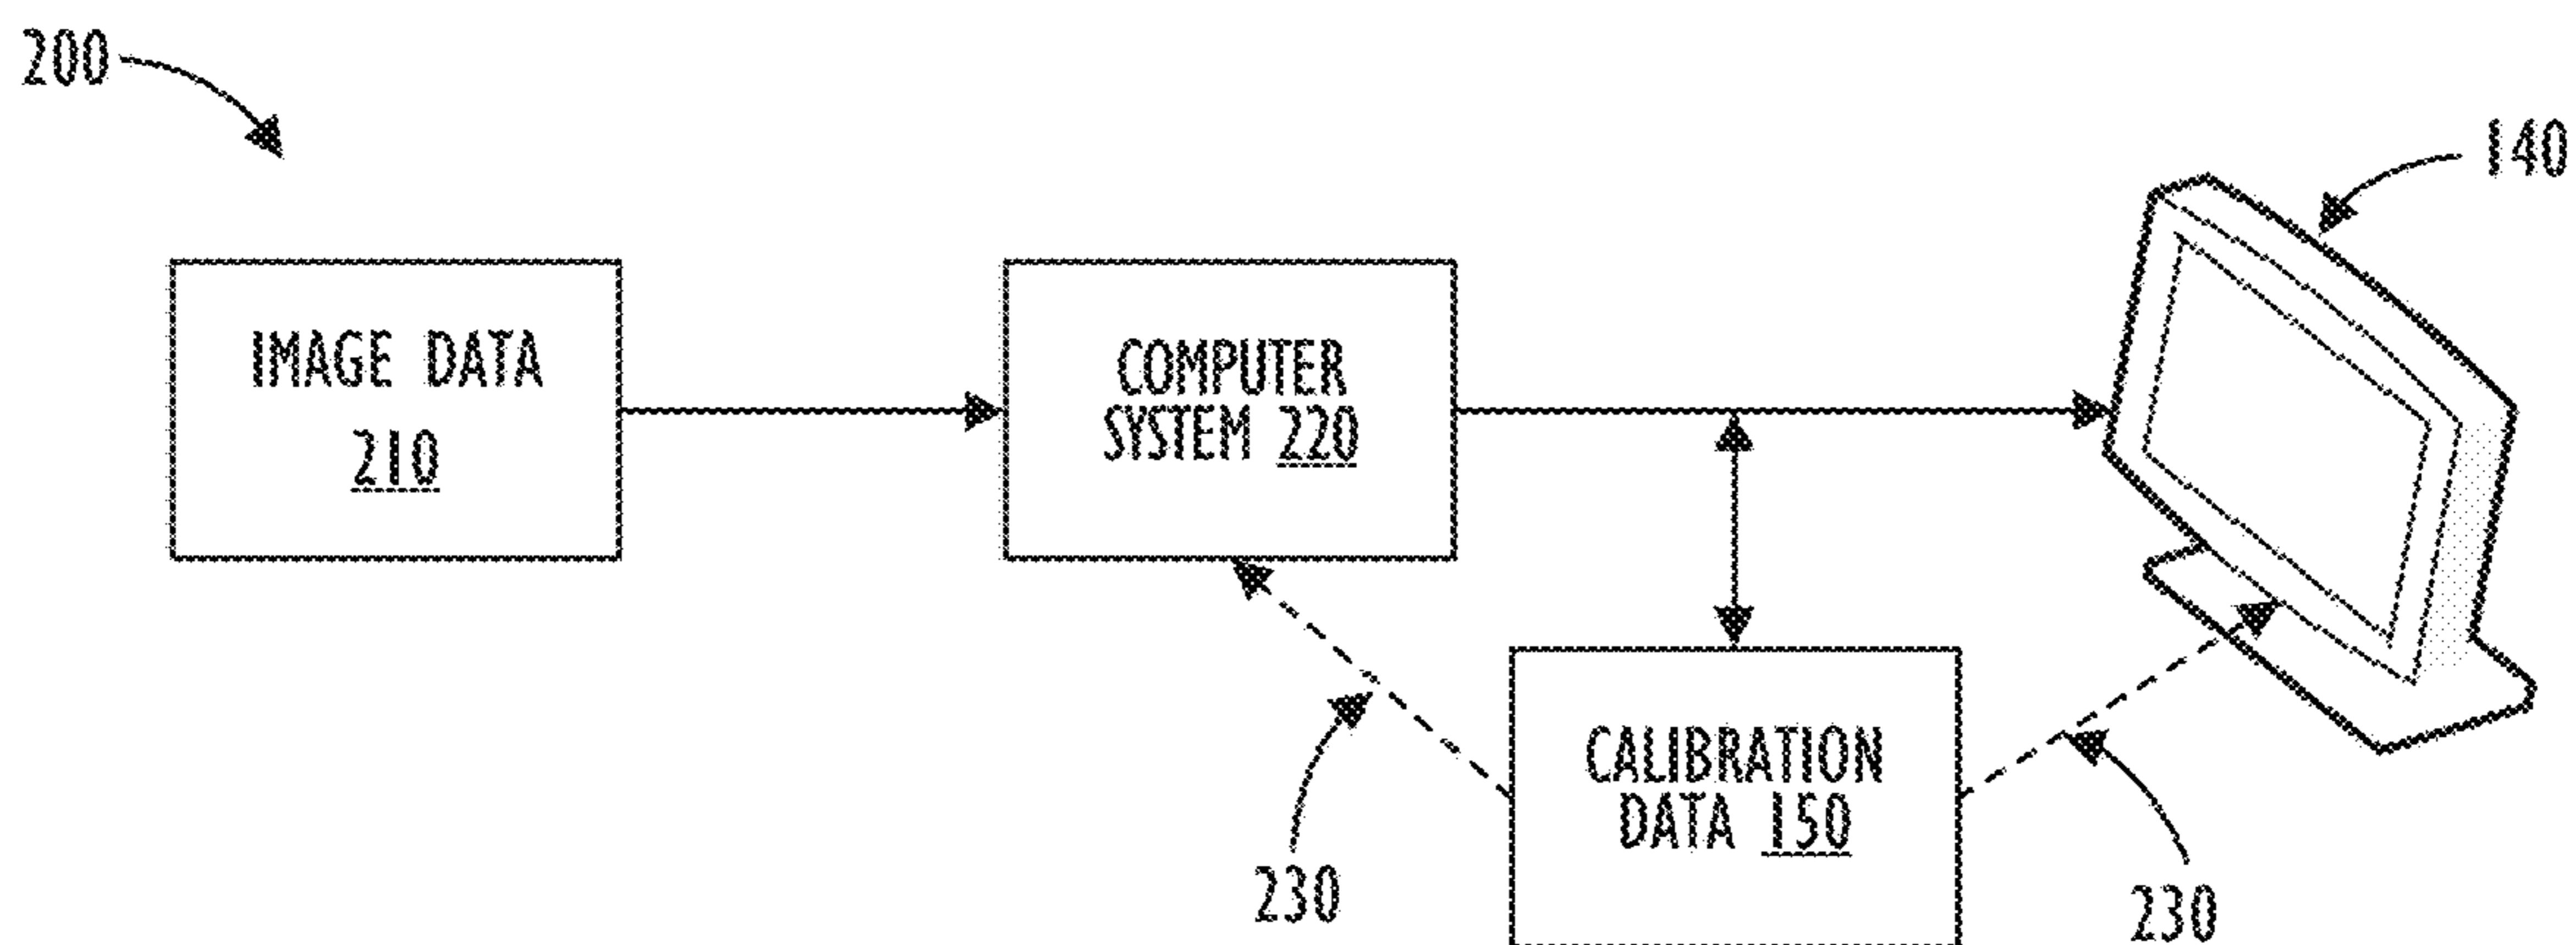 200
140
IMAGE DATA
210
COMPUTER
SYSTEM 220
CALIBRATION
DATA 150
230
230